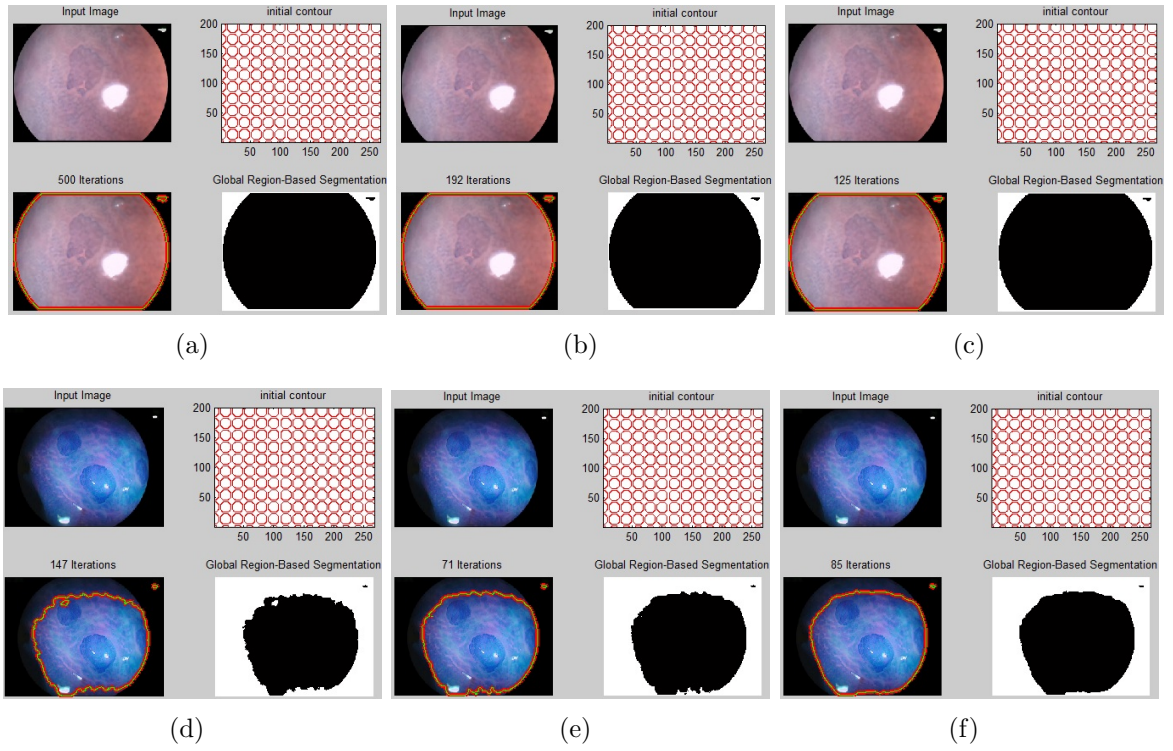 Input Image
initial contour
200
150
100
50
50 100 150 200 250
500 Iterations
Global Region-Based Segmentation
(a)
Input Image
initial contour
200
150
100
50
50 100 150 200 250
192 Iterations
Global Region-Based Segmentation
(b)
Input Image
initial contour
200
150
100
50
50 100 150 200 250
125 Iterations
Global Region-Based Segmentation
(c)
Input Image
initial contour
200
150
100
50
50 100 150 200 250
147 Iterations
Global Region-Based Segmentation
(d)
Input Image
initial contour
200
150
100
50
50 100 150 200 250
71 Iterations
Global Region-Based Segmentation
(e)
Input Image
initial contour
200
150
100
50
50 100 150 200 250
85 Iterations
Global Region-Based Segmentation
(f)